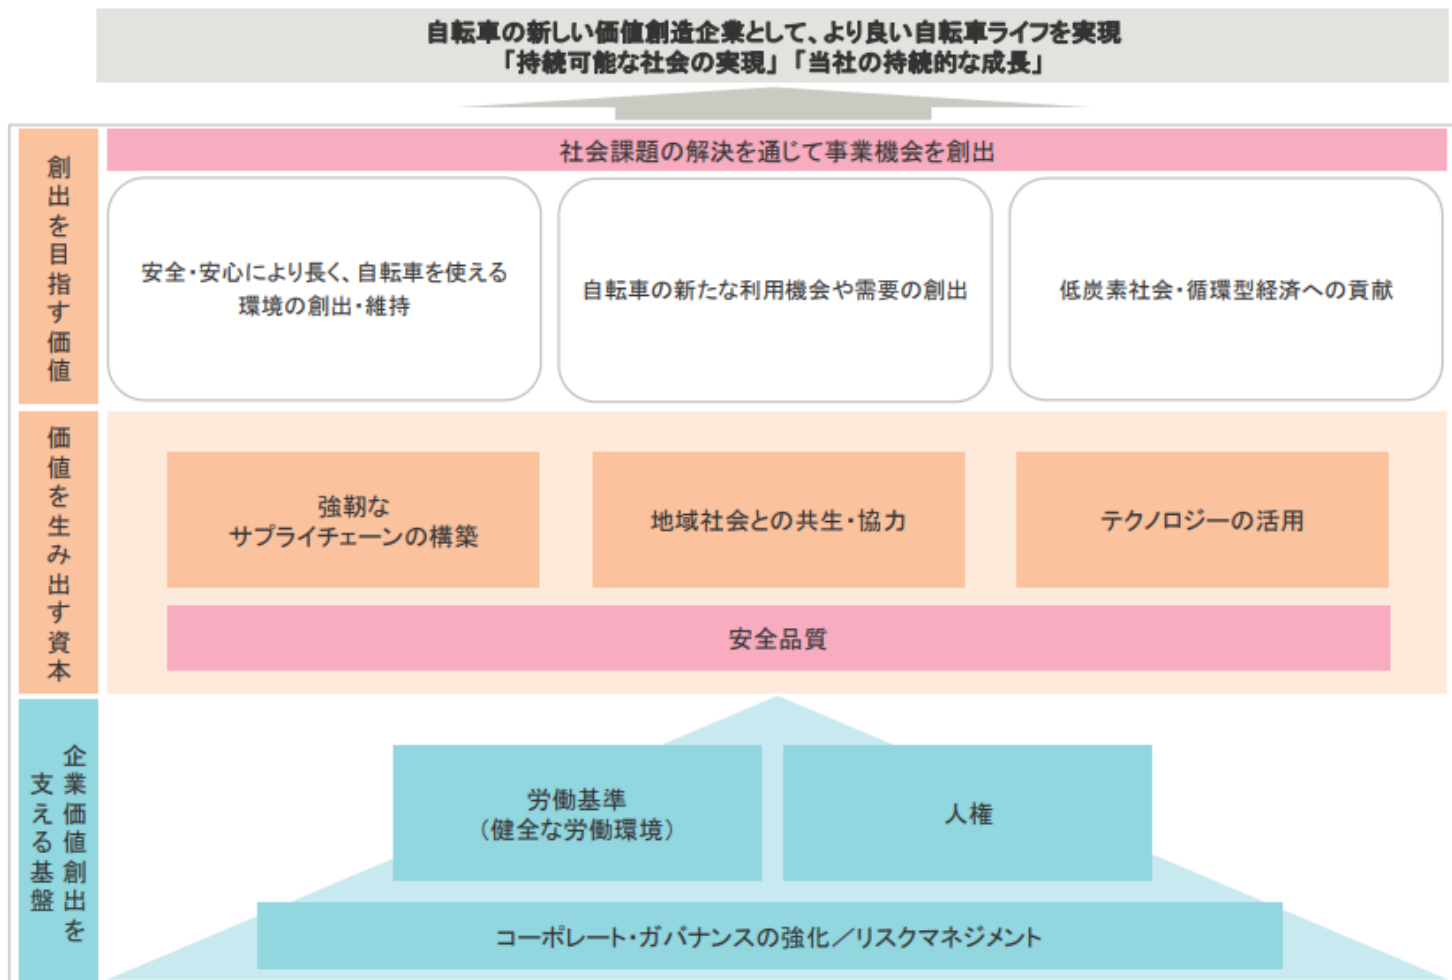 自転車の新しい価値創造企業として、より良い自転車ライフを実現
「持続可能な社会の実現」「当社の持続的な成長」
創出を目指す価値
社会課題の解決を通じて事業機会を創出
安全・安心により長く、自転車を使える
環境の創出・維持
自転車の新たな利用機会や需要の創出
低炭素社会・循環型経済への貢献
価値を生み出す資本
強靭な
サプライチェーンの構築
地域社会との共生・協力
テクノロジーの活用
安全品質
企業価値創出を
支える基盤
労働基準
（健全な労働環境）
人権
コーポレート・ガバナンスの強化／リスクマネジメント